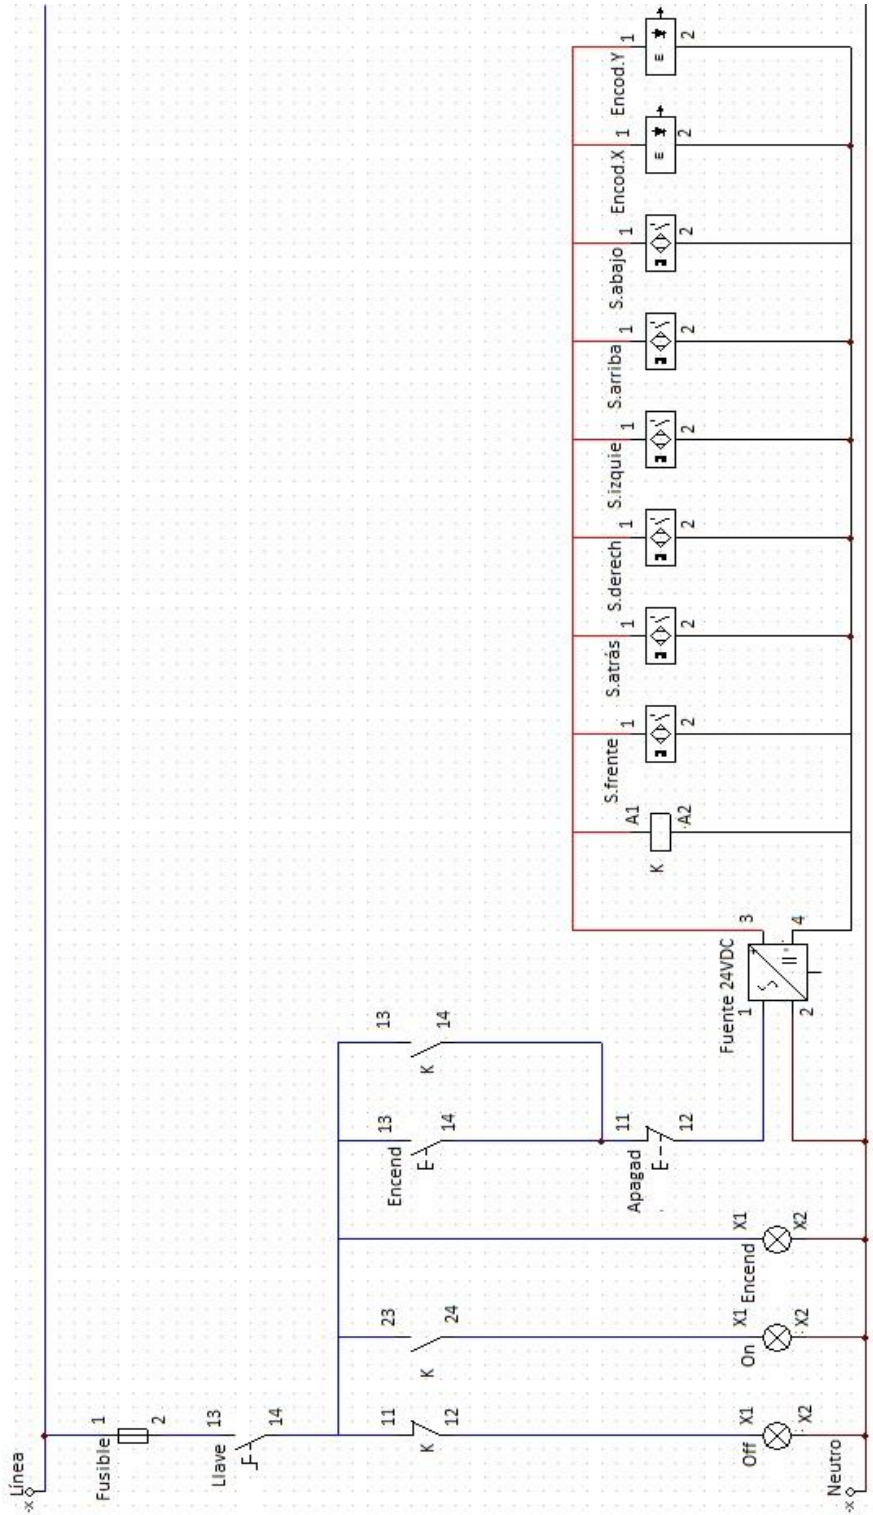 Línea
-X
Fusible
1
2
Llave
13
14
K
11
12
Off
X1
X2
K
23
24
On
X1
X2
Encend
X1
X2
Encend
13
14
K
13
14
Apagad
11
12
Fuente 24VDC
1
2
3
4
K
A1
A2
S.frente
1
2
S.atrás
1
2
S.derech
1
2
S.izquie
1
2
S.arriba
1
2
S.abajo
1
2
Encod.X
1
2
Encod.Y
1
2
Neutro
-X